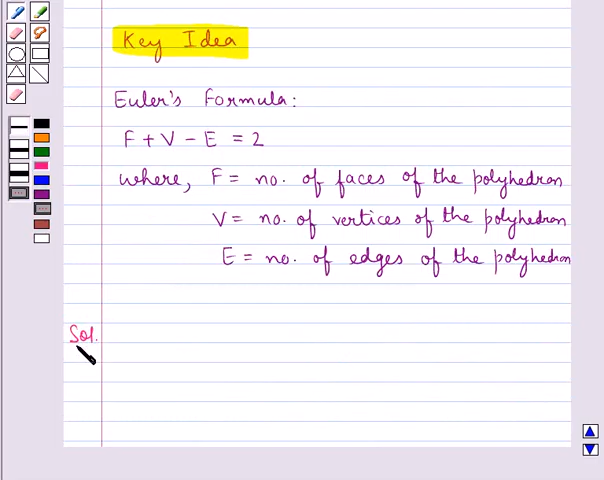 Key Idea
Euler's Formula:
F + V - E = 2
where, F = no. of faces of the polyhedron
V = no. of vertices of the polyhedron
E = no. of edges of the polyhedron
Sol.